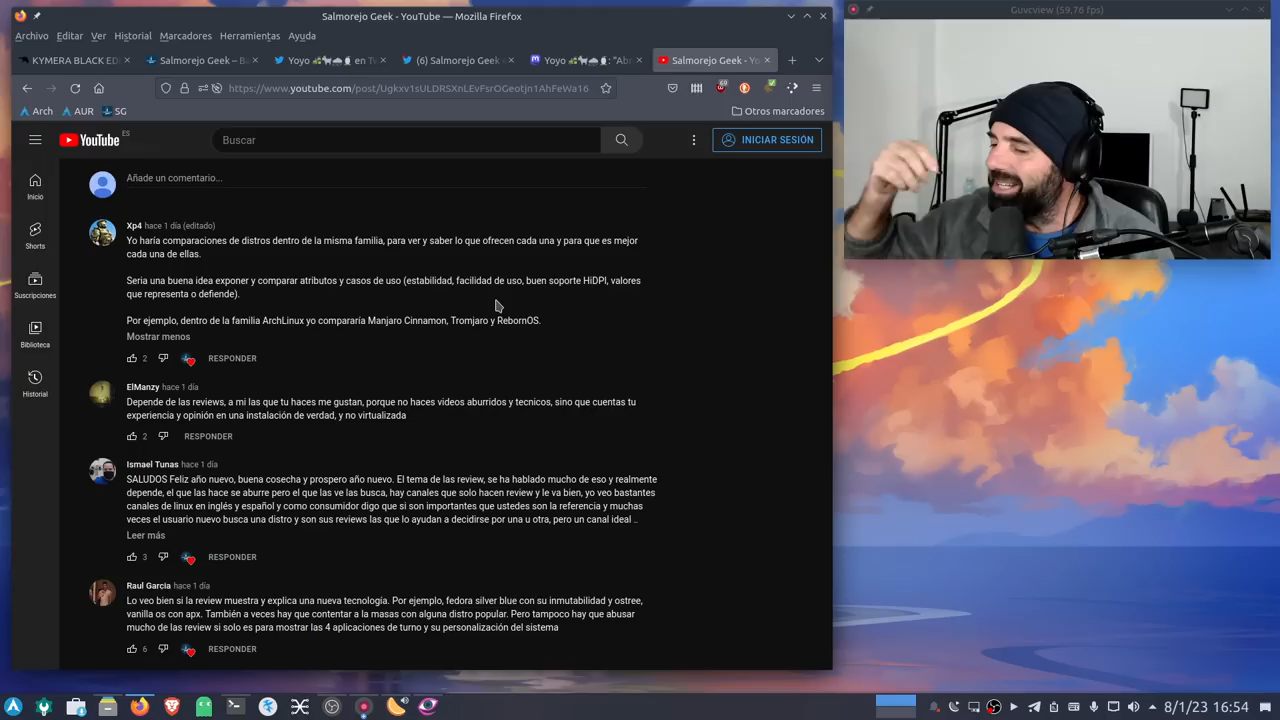 Salmorejo Geek - YouTube — Mozilla Firefox
Guvcview (59,76 fps)
Archivo Editar Ver Historial Marcadores Herramientas Ayuda
KYMERA BLACK ED
Salmorejo Geek – B
Yoyo en Tw
(6) Salmorejo Geek
Yoyo : "Ab
Salmorejo Geek - Yo
https://www.youtube.com/post/
Arch AUR SG Otros marcadores
YouTube ES
Buscar
INICIAR SESIÓN
Inicio
Shorts
Suscripciones
Biblioteca
Historial
Añade un comentario...
Xp4 hace 1 día (editado)
Yo haría comparaciones de distros dentro de la misma familia, para ver y saber lo que ofrecen cada una y para que es mejor
cada una de ellas.
Seria una buena idea exponer y comparar atributos y casos de uso (estabilidad, facilidad de uso, buen soporte HiDPI, valores
que representa o defiende).
Por ejemplo, dentro de la familia ArchLinux yo compararía Manjaro Cinnamon, Tromjaro y RebornOS.
Mostrar menos
2 RESPONDER
ElManzy hace 1 día
Depende de las reviews, a mi las que tu haces me gustan, porque no haces videos aburridos y tecnicos, sino que cuentas tu
experiencia y opinión en una instalación de verdad, y no virtualizada
2 RESPONDER
Ismael Tunas hace 1 día
SALUDOS Feliz año nuevo, buena cosecha y prospero año nuevo. El tema de las review, se ha hablado mucho de eso y realmente
depende, el que las hace se aburre pero el que las ve las busca, hay canales que solo hacen review y le va bien, yo veo bastantes
canales de linux en inglés y español y como consumidor digo que si son importantes que ustedes son la referencia y muchas
veces el usuario nuevo busca una distro y son sus reviews las que lo ayudan a decidirse por una u otra, pero un canal ideal ..
Leer más
3 RESPONDER
Raul Garcia hace 1 día
Lo veo bien si la review muestra y explica una nueva tecnología. Por ejemplo, fedora silver blue con su inmutabilidad y ostree,
vanilla os con apx. También a veces hay que contentar a la masas con alguna distro popular. Pero tampoco hay que abusar
mucho de las review si solo es para mostrar las 4 aplicaciones de turno y su personalización del sistema
6 RESPONDER
8/1/23 16:54